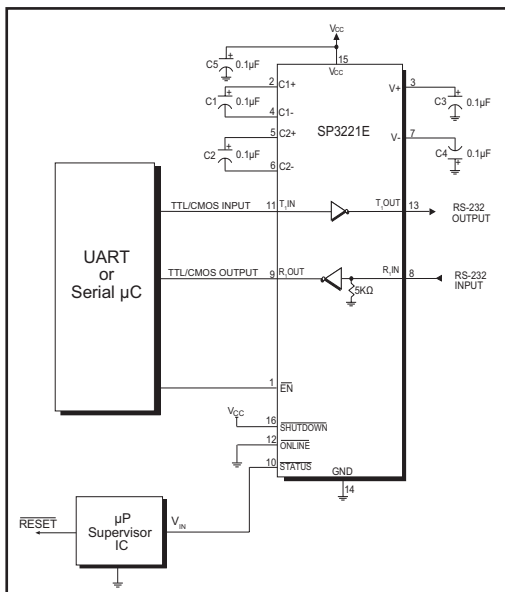 VCC
C5
+
0.1µF
15
VCC
2
C1+
V+
3
+
C1
+
0.1µF
C3
0.1µF
4
C1-
SP3221E
5
C2+
V-
7
C2
+
0.1µF
C4
0.1µF
+
6
C2-
TTL/CMOS INPUT
11
T1IN
T1OUT
13
RS-232
OUTPUT
UART
or
Serial µC
TTL/CMOS OUTPUT
9
R1OUT
R1IN
8
RS-232
INPUT
5KΩ
1
EN
VCC
16
SHUTDOWN
12
ONLINE
10
STATUS
GND
14
RESET
µP
Supervisor
IC
VIN